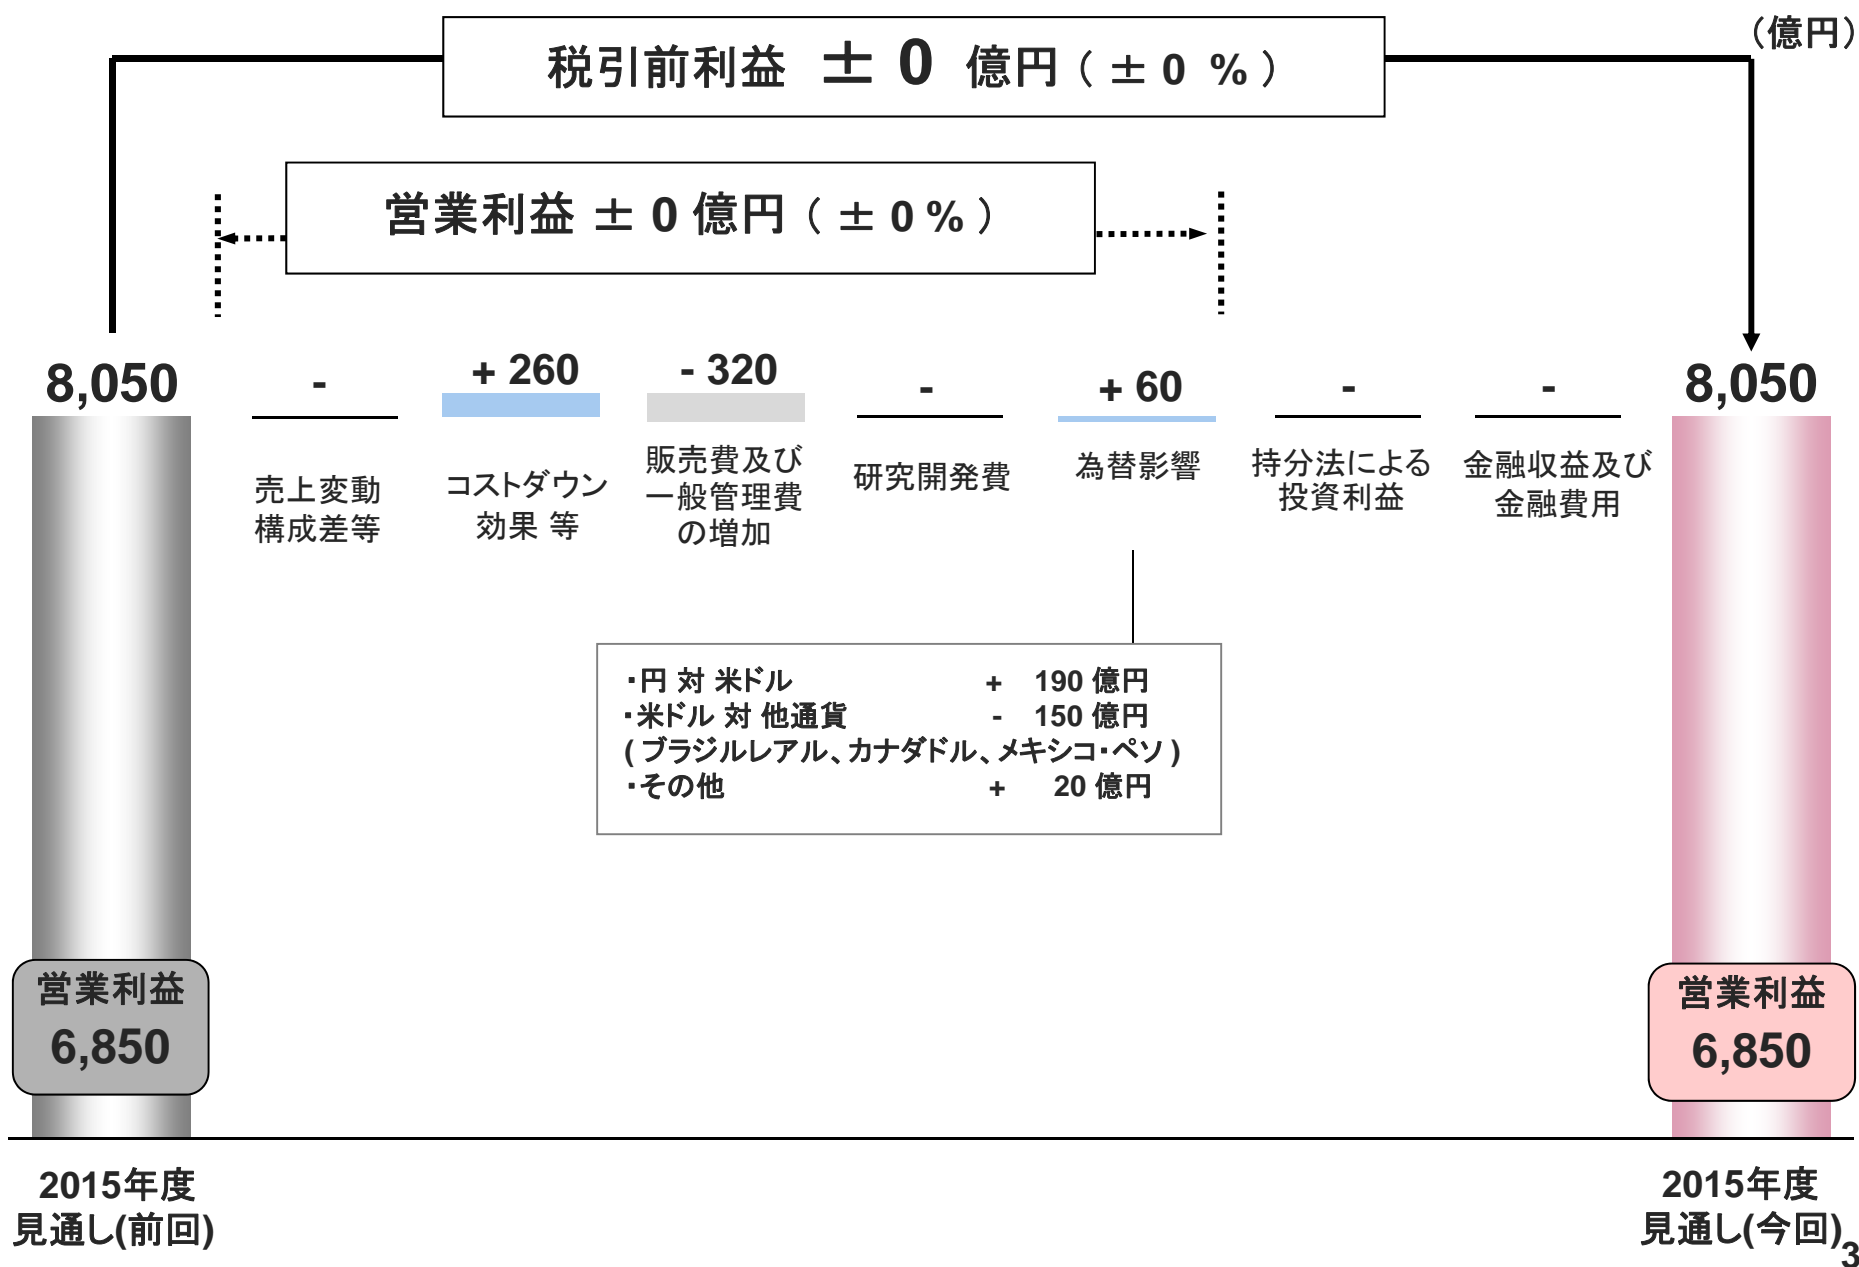 (億円)
税引前利益 ± 0 億円 ( ± 0 % )
営業利益 ± 0 億円 ( ± 0 % )
8,050
-
+ 260
- 320
-
+ 60
-
-
8,050
売上変動
構成差等
コストダウン
効果 等
販売費及び
一般管理費
の増加
研究開発費
為替影響
持分法による
投資利益
金融収益及び
金融費用
・円 対 米ドル + 190 億円
・米ドル 対 他通貨 - 150 億円
( ブラジルレアル、カナダドル、メキシコ・ペソ )
・その他 + 20 億円
営業利益
6,850
営業利益
6,850
2015年度
見通し(前回)
2015年度
見通し(今回)
3